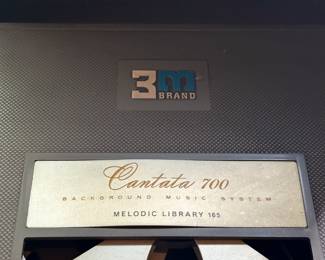 3M
BRAND
Cantata 700
BACKGROUND MUSIC SYSTEM
MELODIC LIBRARY 165